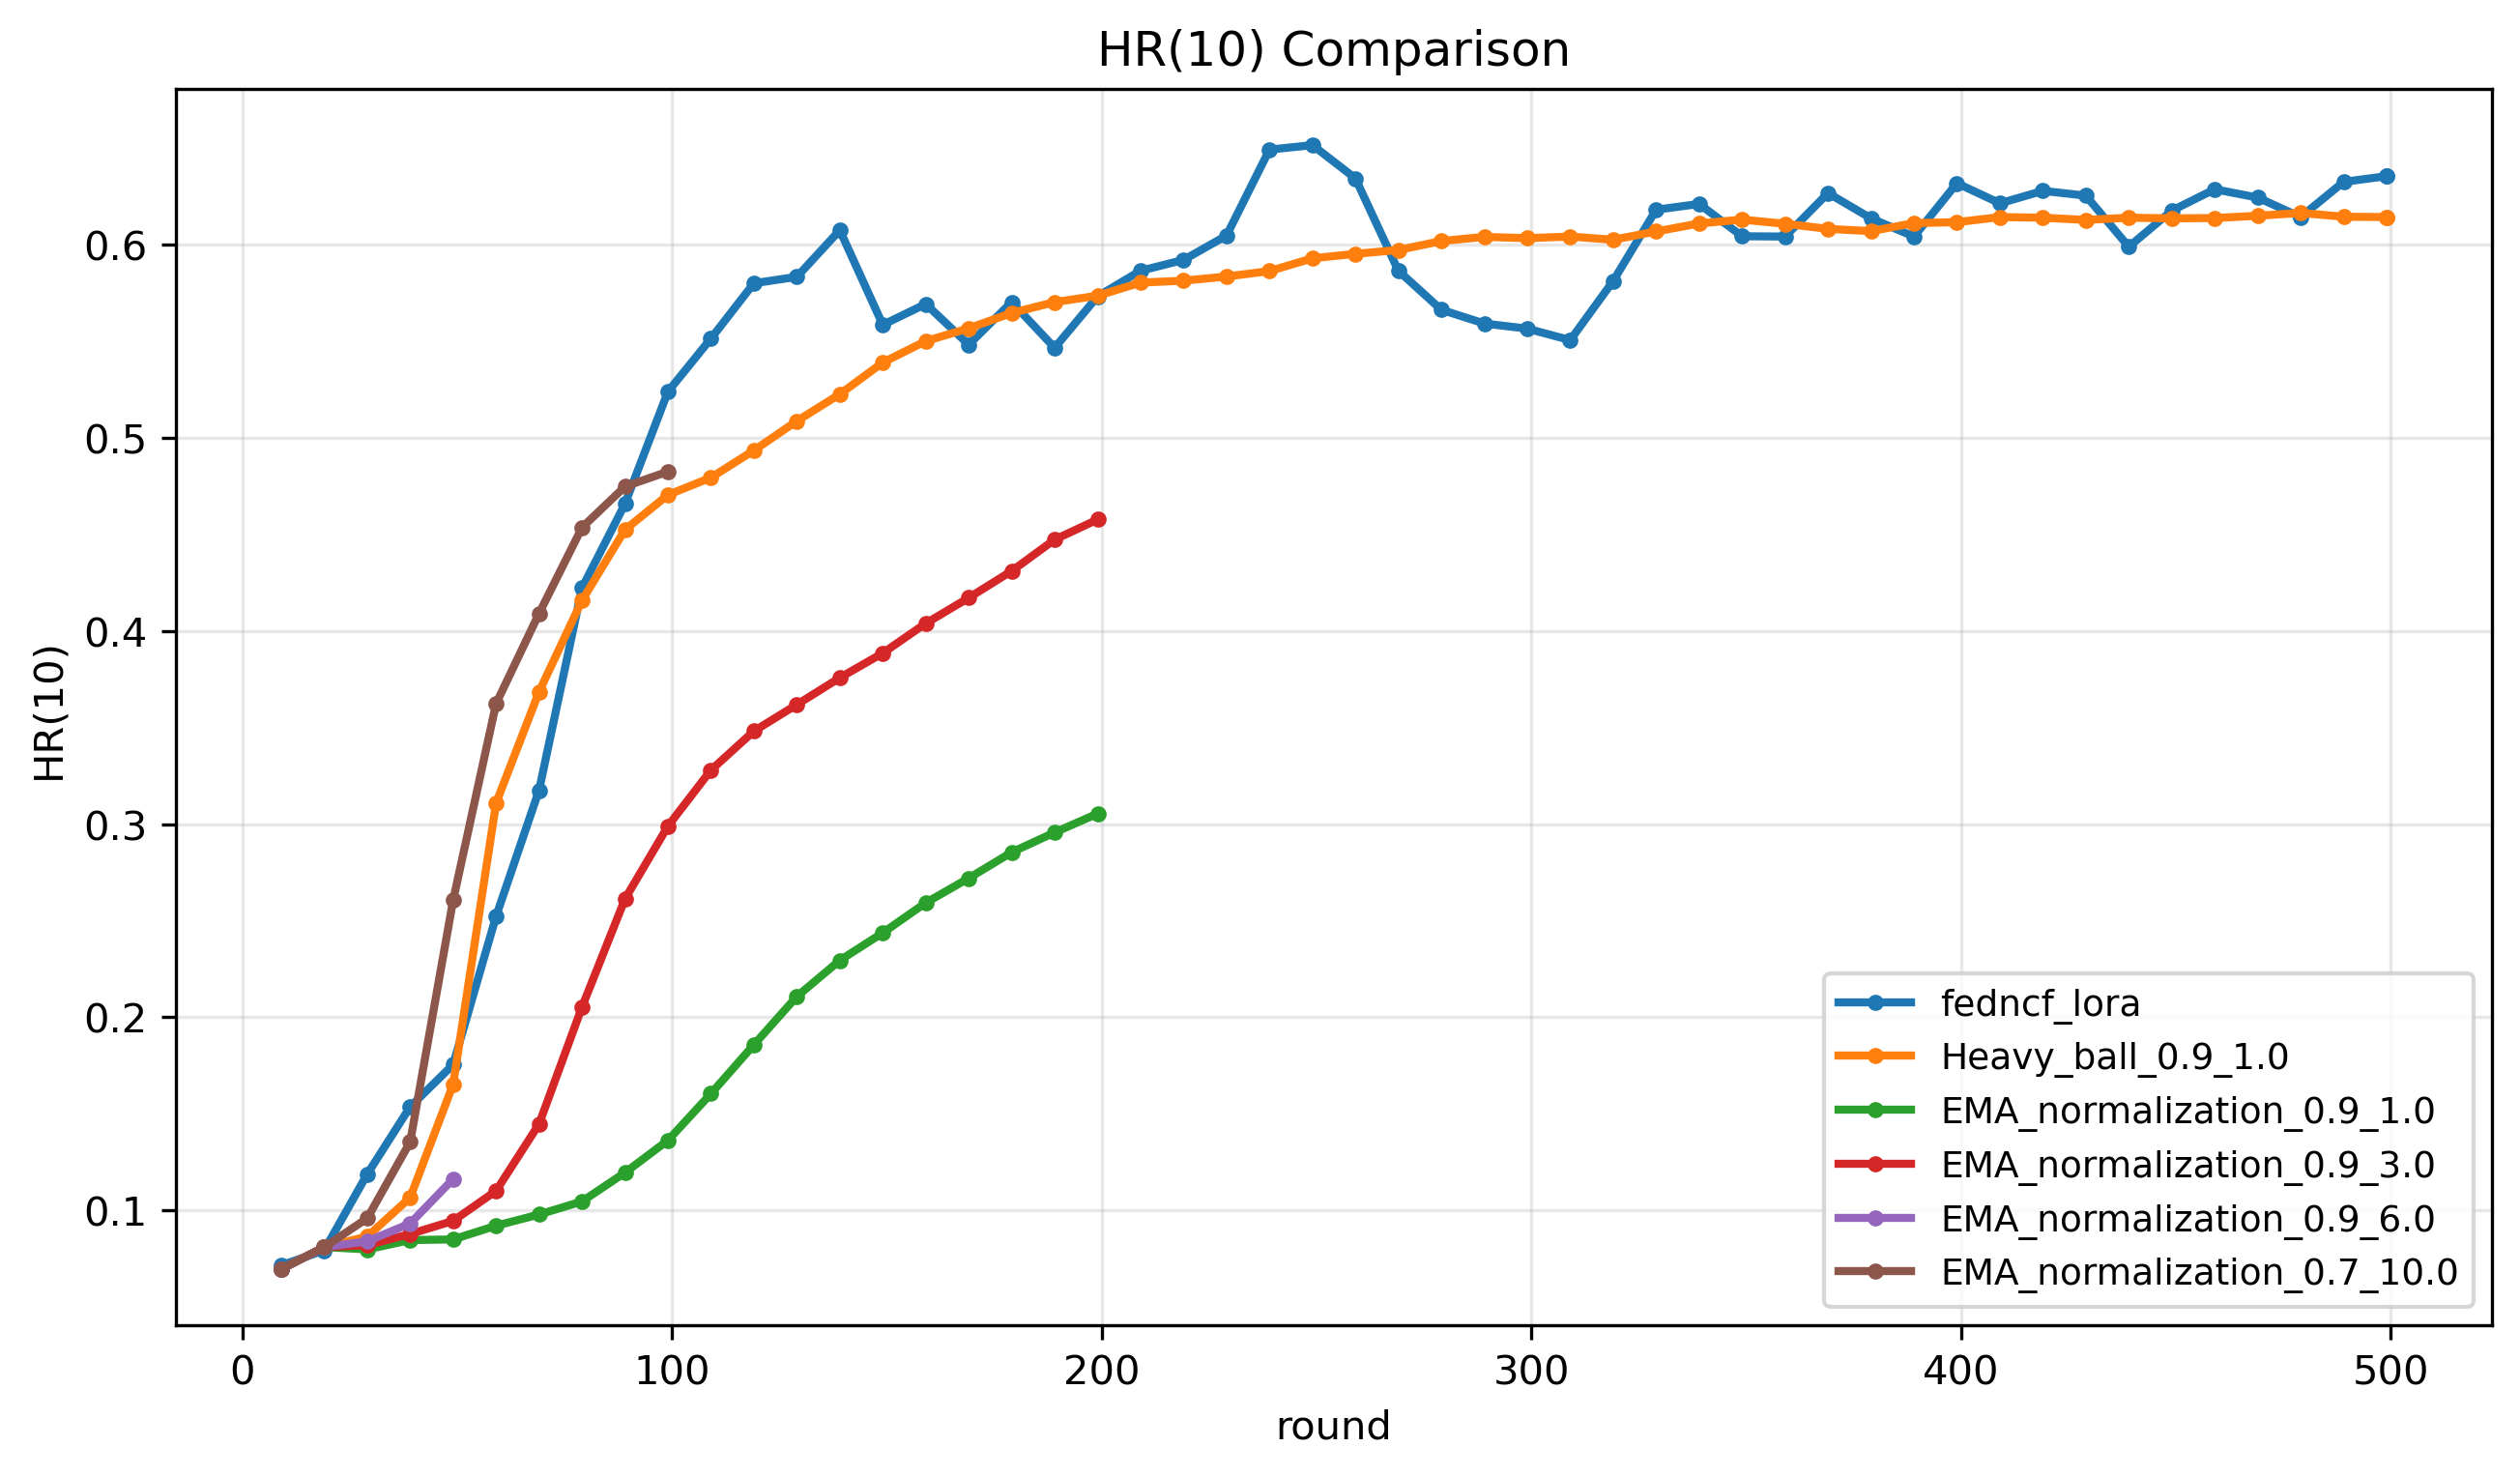 HR(10) Comparison
HR(10)
0.6
0.5
0.4
0.3
0.2
0.1
fedncf_lora
Heavy_ball_0.9_1.0
EMA_normalization_0.9_1.0
EMA_normalization_0.9_3.0
EMA_normalization_0.9_6.0
EMA_normalization_0.7_10.0
0 100 200 300 400 500
round